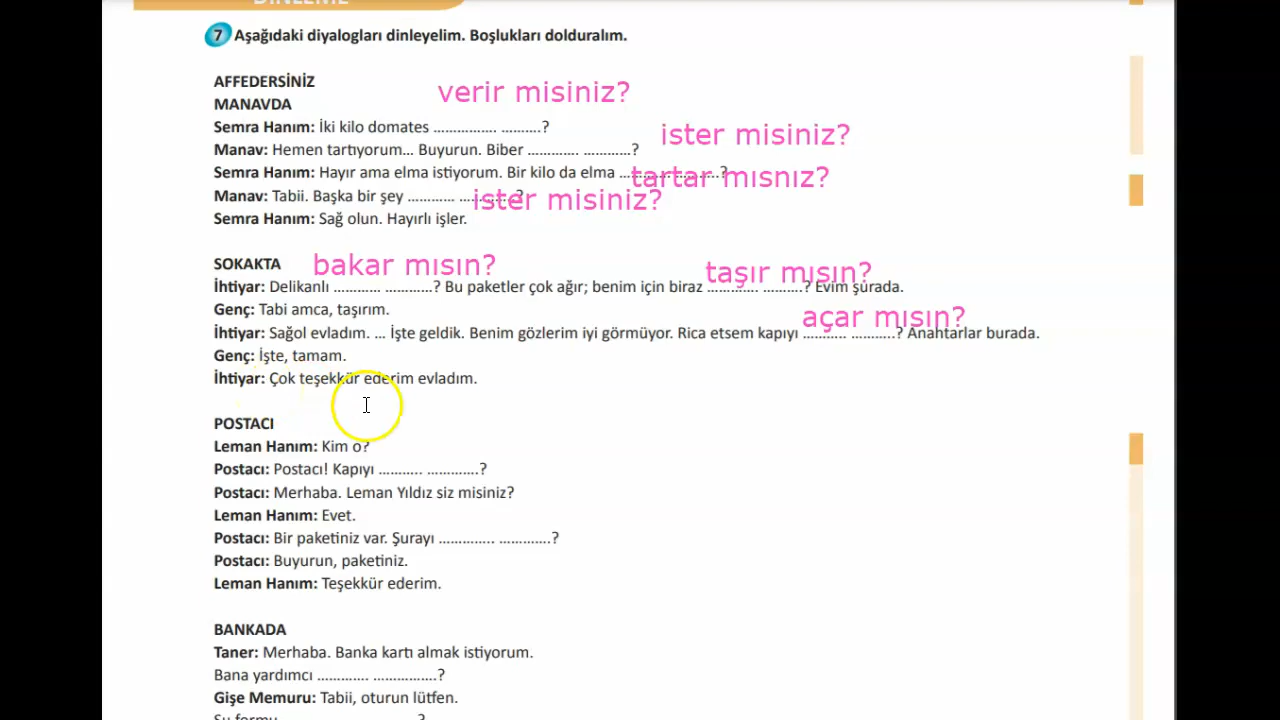 DİNLEME
7 Aşağıdaki diyalogları dinleyelim. Boşlukları dolduralım.
AFFEDERSİNİZ
verir misiniz?
MANAVDA
Semra Hanım: İki kilo domates ................ ..........?
ister misiniz?
Manav: Hemen tartıyorum... Buyurun. Biber ............. ............?
Semra Hanım: Hayır ama elma istiyorum. Bir kilo da elma ............. ............?
tartar mısnız?
Manav: Tabii. Başka bir şey ............ ...............?
ister misiniz?
Semra Hanım: Sağ olun. Hayırlı işler.
SOKAKTA
bakar mısın?
taşır mısın?
İhtiyar: Delikanlı ............ ............? Bu paketler çok ağır; benim için biraz ............. ..........? Evim şurada.
Genç: Tabi amca, taşırım.
açar mısın?
İhtiyar: Sağol evladım. ... İşte geldik. Benim gözlerim iyi görmüyor. Rica etsem kapıyı ........... ...........? Anahtarlar burada.
Genç: İşte, tamam.
İhtiyar: Çok teşekkür ederim evladım.
POSTACI
Leman Hanım: Kim o?
Postacı: Postacı! Kapıyı ........... .............?
Postacı: Merhaba. Leman Yıldız siz misiniz?
Leman Hanım: Evet.
Postacı: Bir paketiniz var. Şurayı .............. .............?
Postacı: Buyurun, paketiniz.
Leman Hanım: Teşekkür ederim.
BANKADA
Taner: Merhaba. Banka kartı almak istiyorum.
Bana yardımcı ............. ................?
Gişe Memuru: Tabii, oturun lütfen.
Şu formu ...................................?